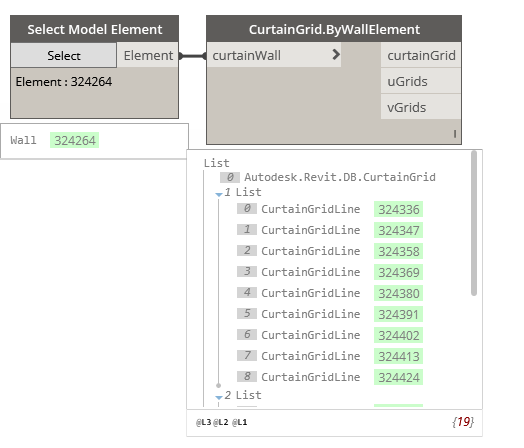 Select Model Element
Select
Element
Element : 324264
Wall 324264
CurtainGrid.ByWallElement
curtainWall >
curtainGrid
uGrids
vGrids
I
List
0 Autodesk.Revit.DB.CurtainGrid
1 List
0 CurtainGridLine 324336
1 CurtainGridLine 324347
2 CurtainGridLine 324358
3 CurtainGridLine 324369
4 CurtainGridLine 324380
5 CurtainGridLine 324391
6 CurtainGridLine 324402
7 CurtainGridLine 324413
8 CurtainGridLine 324424
2 List
@L3 @L2 @L1
{19}